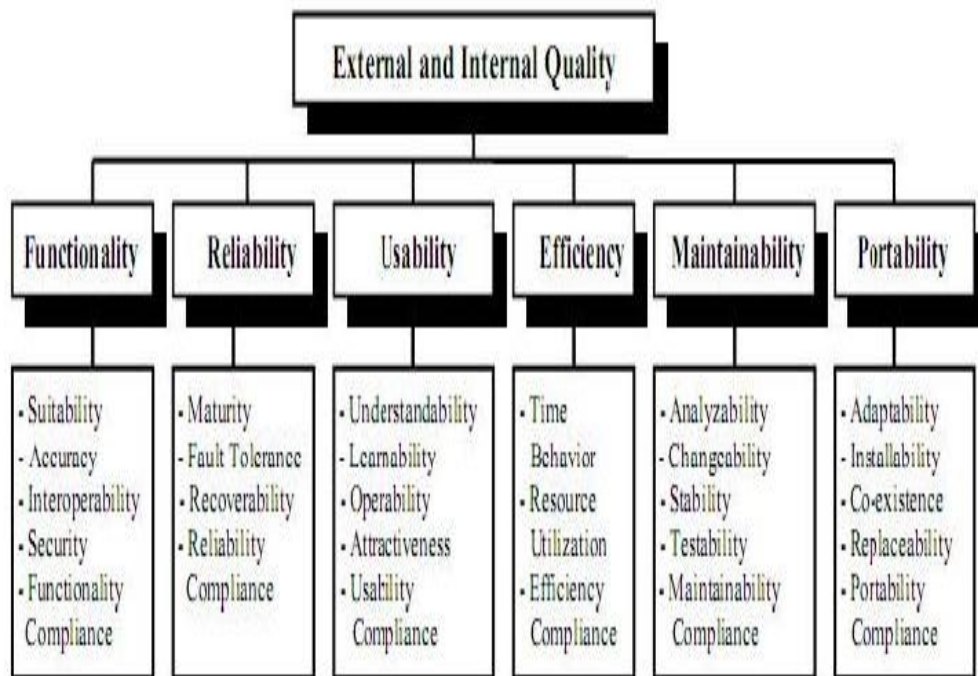 External and Internal Quality
Functionality
Reliability
Usability
Efficiency
Maintainability
Portability
- Suitability
- Accuracy
- Interoperability
- Security
- Functionality
Compliance
- Maturity
- Fault Tolerance
- Recoverability
- Reliability
Compliance
- Understandability
- Learnability
- Operability
- Attractiveness
- Usability
Compliance
- Time
Behavior
- Resource
Utilization
- Efficiency
Compliance
- Analyzability
- Changeability
- Stability
- Testability
- Maintainability
Compliance
- Adaptability
- Installability
- Co-existence
- Replaceability
- Portability
Compliance